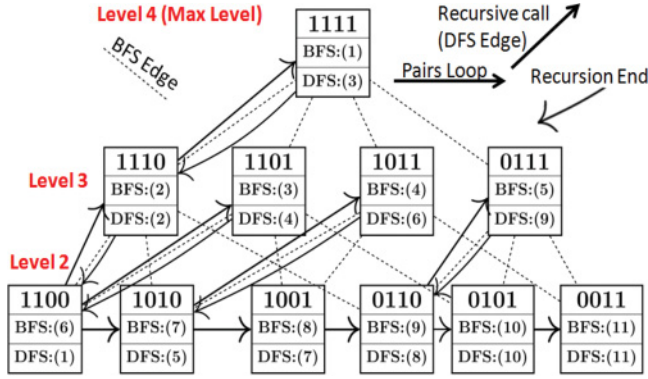 Level 4 (Max Level)
BFS Edge
1111
BFS:(1)
DFS:(3)
Recursive call
(DFS Edge)
Pairs Loop
Recursion End
Level 3
1110
BFS:(2)
DFS:(2)
1101
BFS:(3)
DFS:(4)
1011
BFS:(4)
DFS:(6)
0111
BFS:(5)
DFS:(9)
Level 2
1100
BFS:(6)
DFS:(1)
1010
BFS:(7)
DFS:(5)
1001
BFS:(8)
DFS:(7)
0110
BFS:(9)
DFS:(8)
0101
BFS:(10)
DFS:(10)
0011
BFS:(11)
DFS:(11)